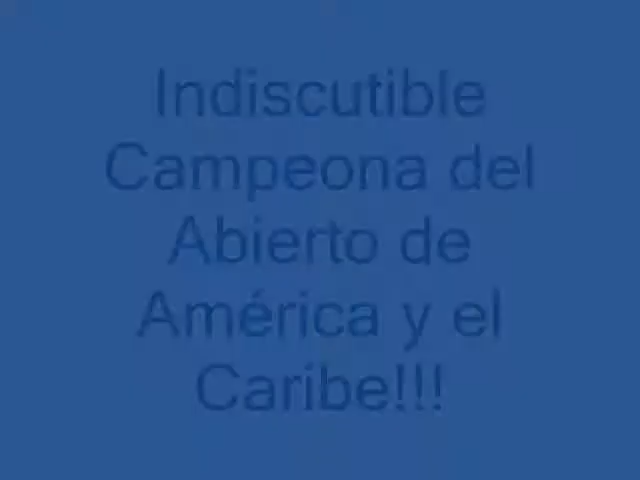 Indiscutible
Campeona del
Abierto de
América y el
Caribe!!!